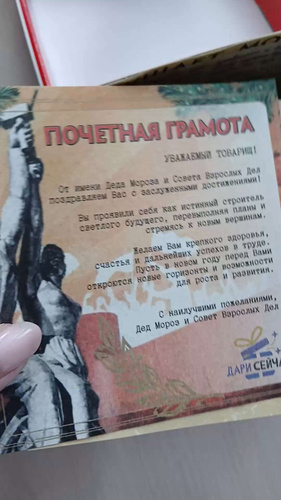 ПОЧЕТНАЯ ГРАМОТА
УВАЖАЕМЫЙ ТОВАРИЩ!
От имени Деда Мороза и Совета Взрослых Дел
поздравляем Вас с заслуженными достижениями!
Вы проявили себя как истинный строитель
светлого будущего, перевыполняя планы и
стремясь к новым вершинам.
Желаем Вам крепкого здоровья,
счастья и дальнейших успехов в труде.
Пусть в новом году перед Вами
откроются новые горизонты и возможности
для роста и развития.
С наилучшими пожеланиями,
Дед Мороз и Совет Взрослых Дел
ДАРИ СЕЙЧА